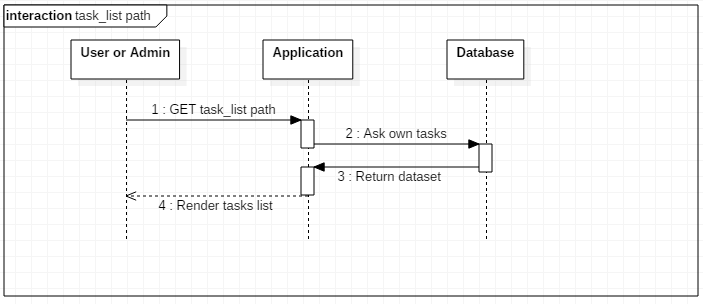 interaction task_list path
User or Admin
Application
Database
1 : GET task_list path
2 : Ask own tasks
3 : Return dataset
4 : Render tasks list